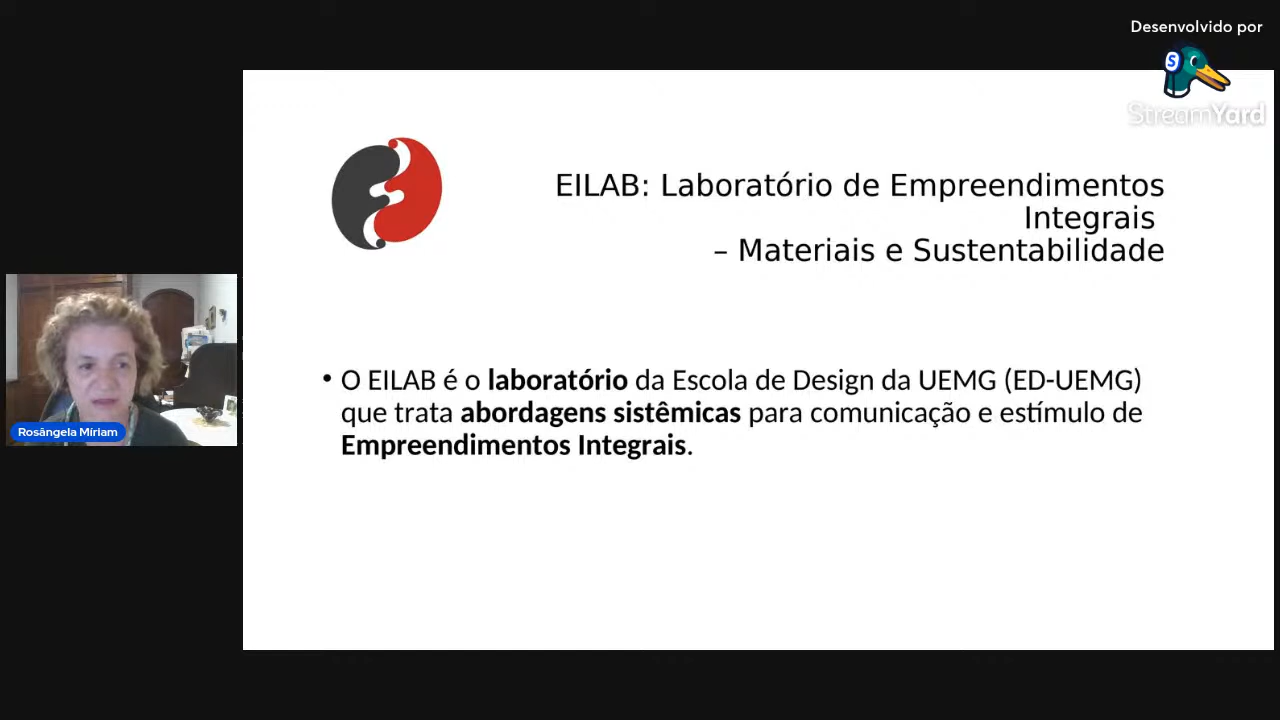 Desenvolvido por
S
StreamYard
EILAB: Laboratório de Empreendimentos
Integrais
– Materiais e Sustentabilidade
• O EILAB é o laboratório da Escola de Design da UEMG (ED-UEMG)
que trata abordagens sistêmicas para comunicação e estímulo de
Empreendimentos Integrais.
Rosângela Míriam